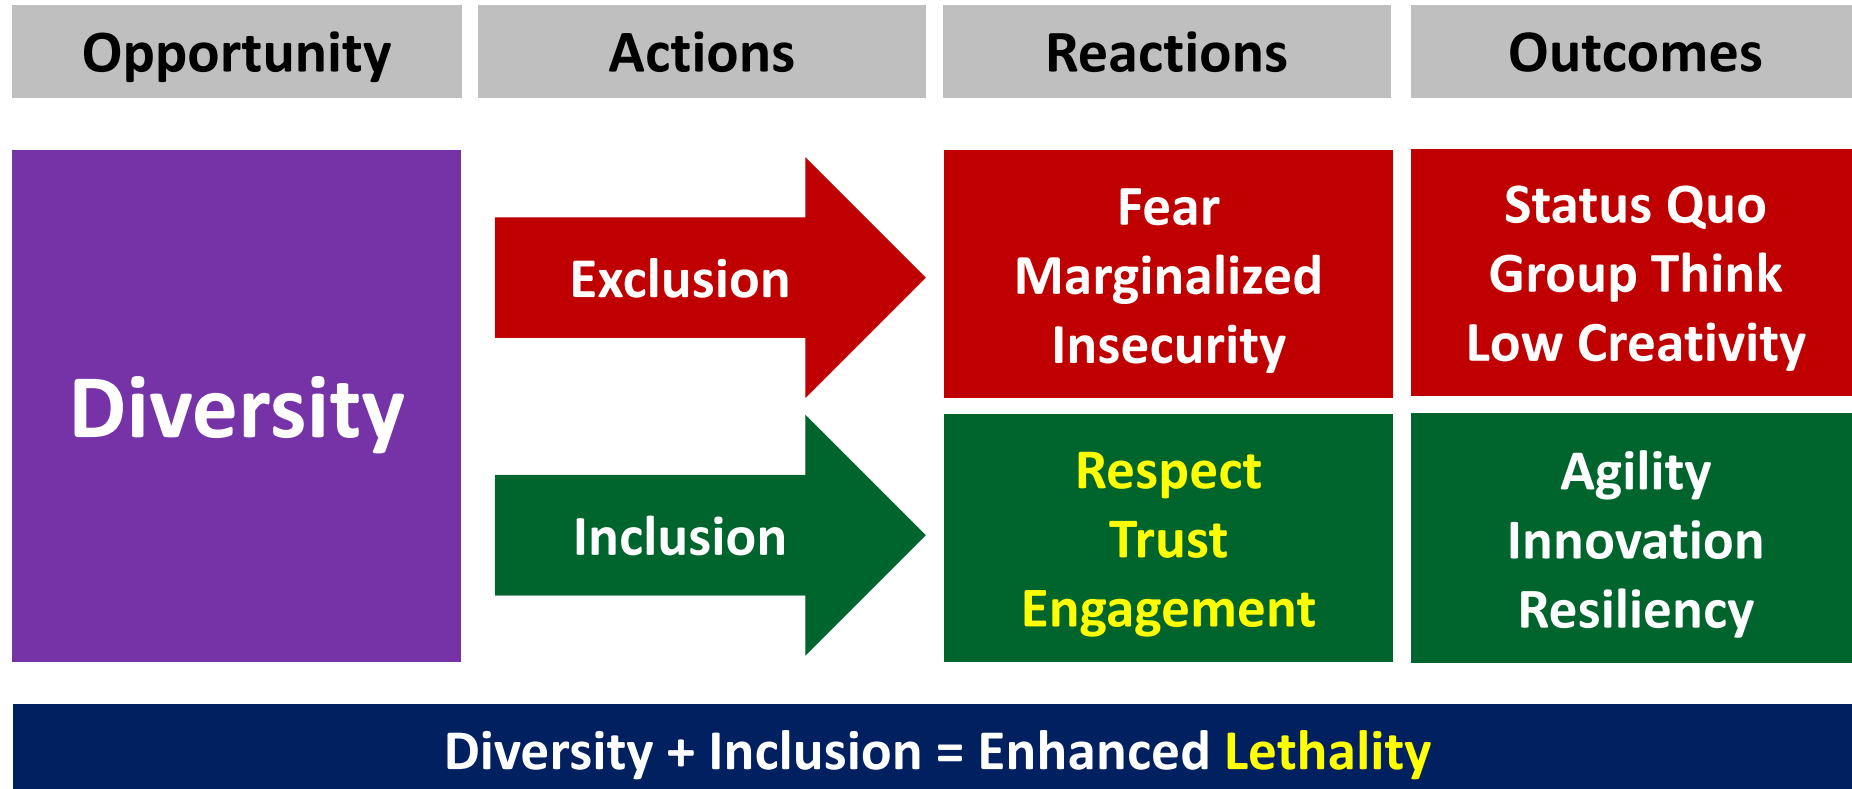 Opportunity
Actions
Reactions
Outcomes
Diversity
Exclusion
Fear
Marginalized
Insecurity
Status Quo
Group Think
Low Creativity
Inclusion
Respect
Trust
Engagement
Agility
Innovation
Resiliency
Diversity + Inclusion = Enhanced Lethality